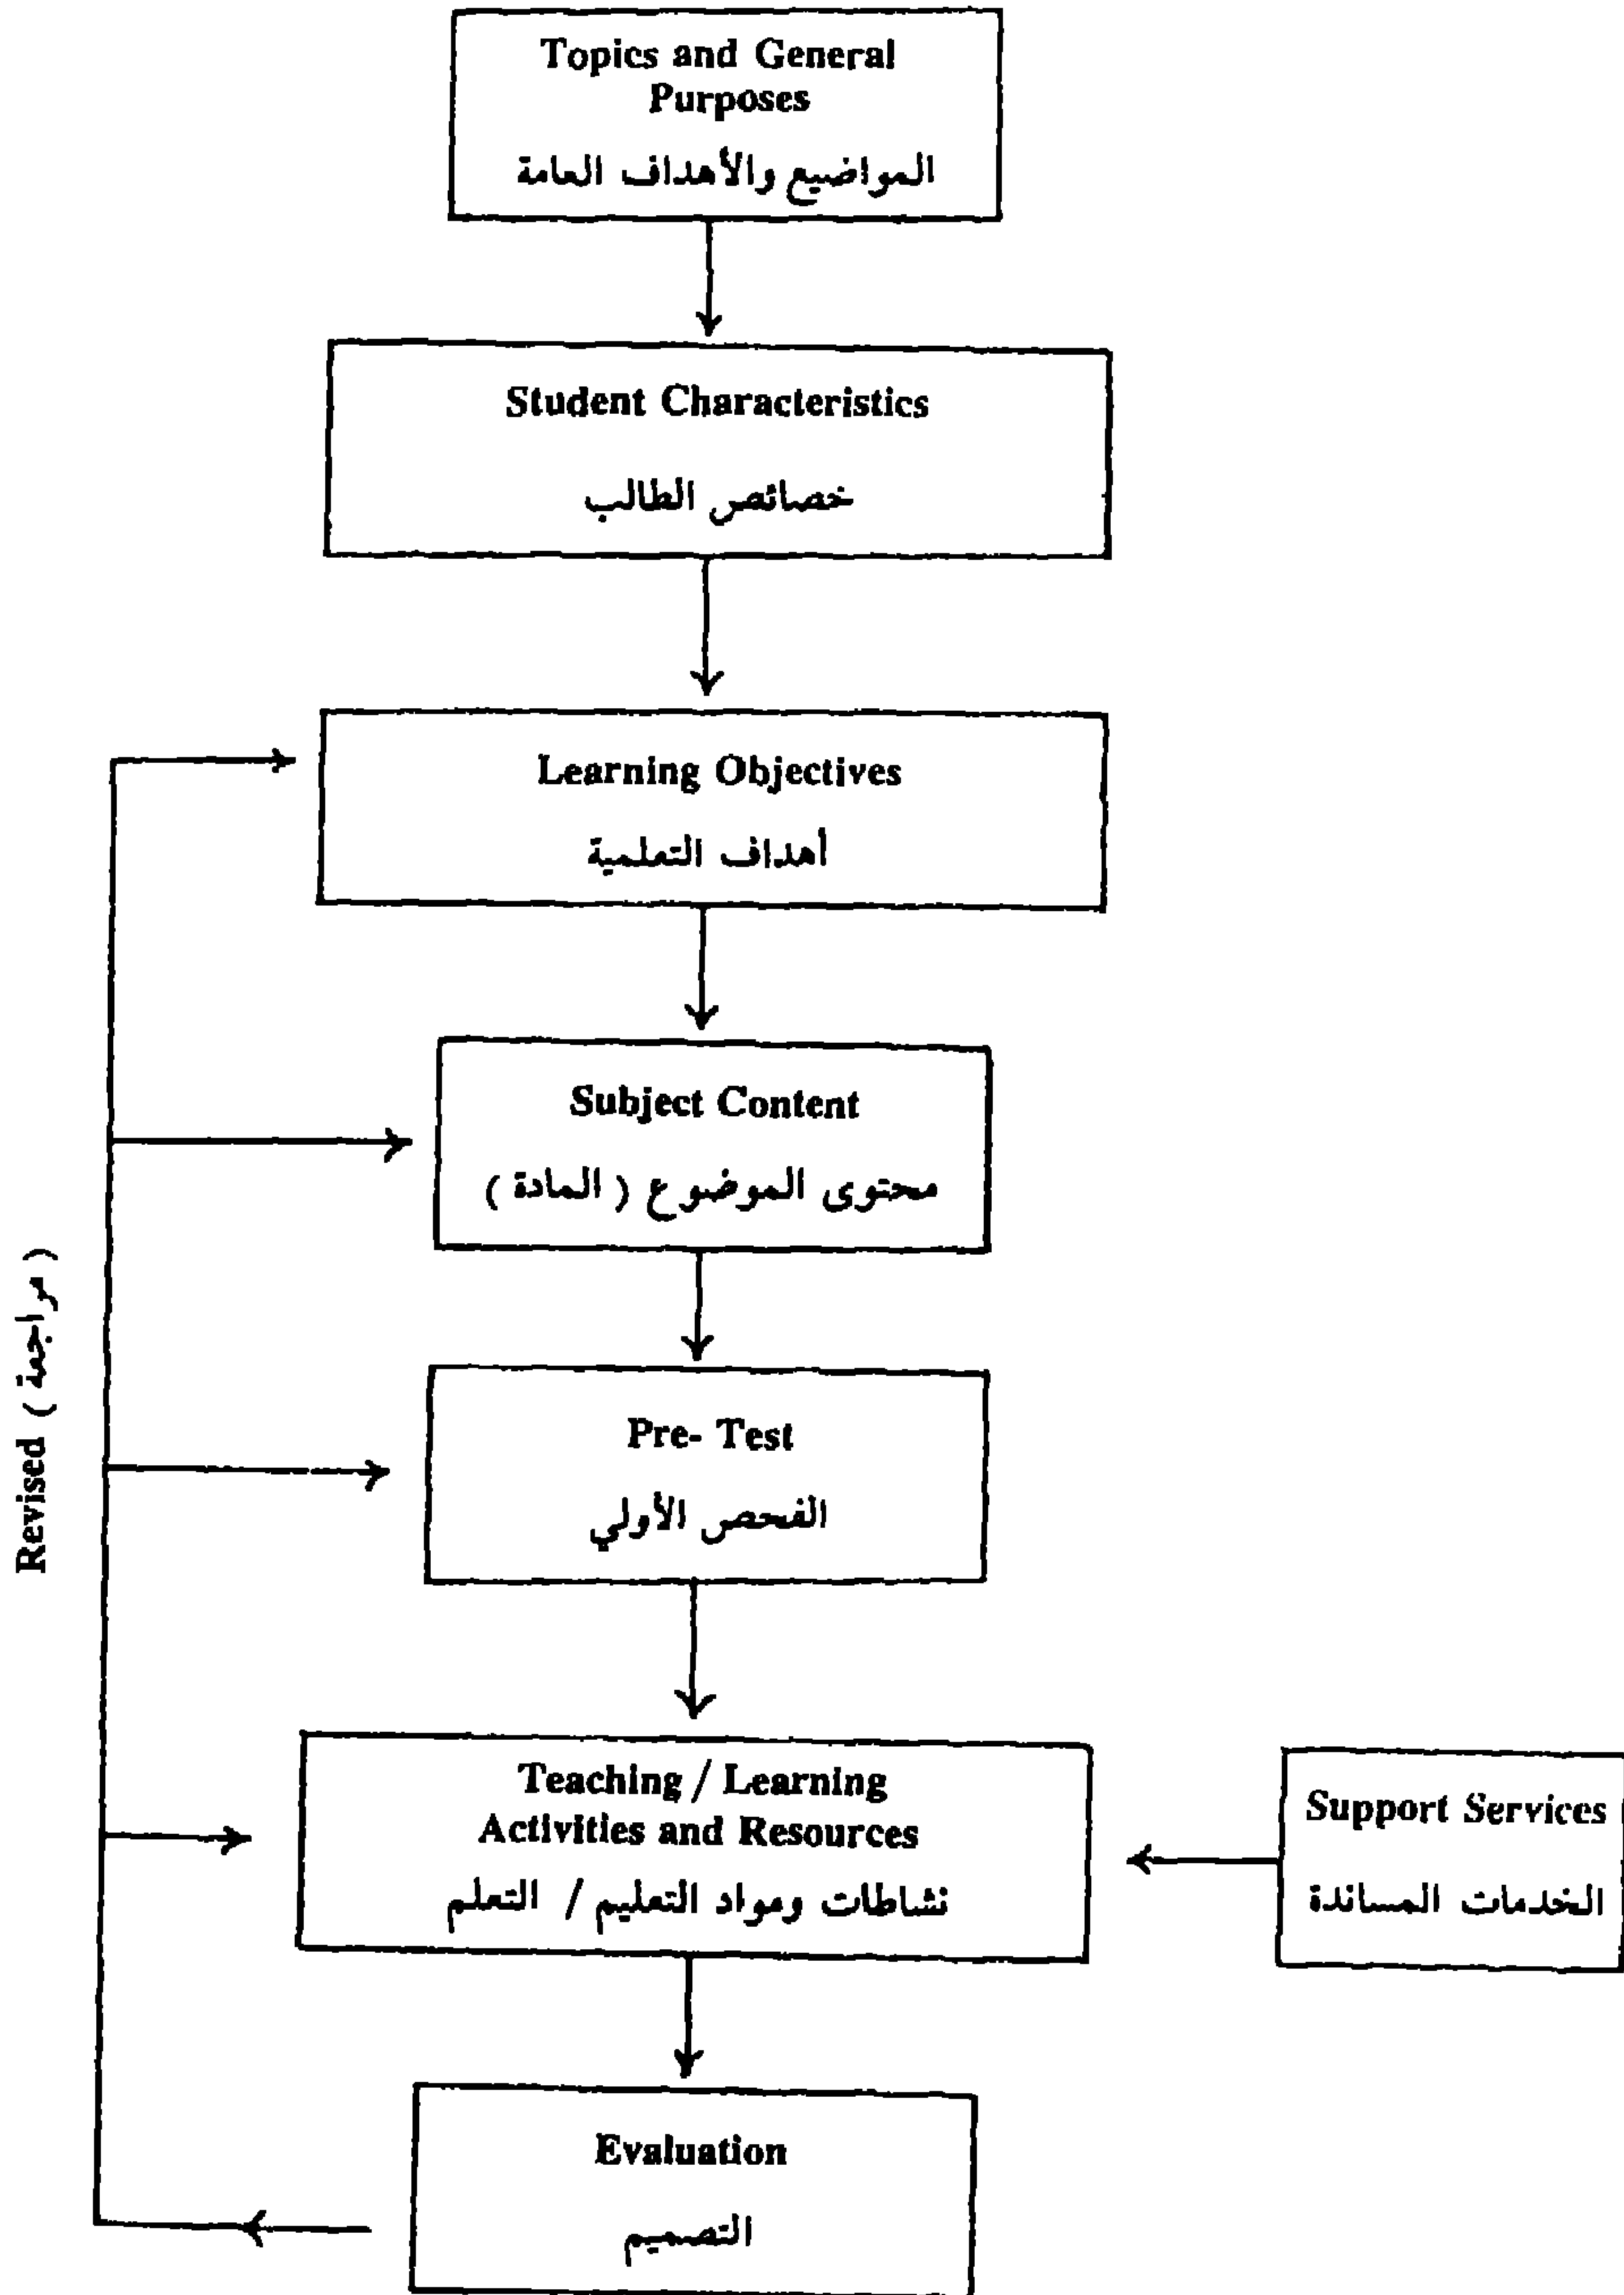 Topics and General
Purposes
المواضيع والأهداف العامة
Student Characteristics
خصائص الطالب
Learning Objectives
أهداف التعلمية
Subject Content
محتوى الموضوع ( المادة )
Pre- Test
الفحص الأولي
Teaching / Learning
Activities and Resources
نشاطات ومواد التعليم / التعلم
Support Services
الخدمات المساندة
Evaluation
التصميم
Revised ( مراجعة )